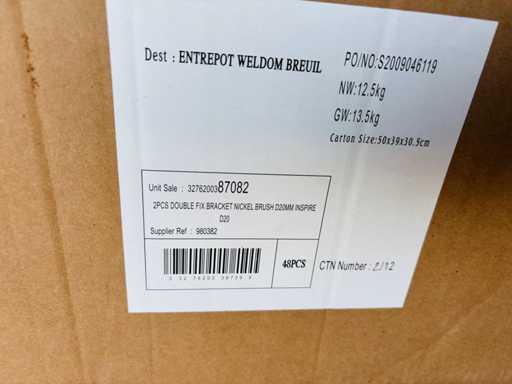 Dest : ENTREPOT WELDOM BREUIL
PO/NO:S2009046119
NW:12.5kg
GW:13.5kg
Carton Size:50x39x30.5cm
Unit Sale : 3276200387082
2PCS DOUBLE FIX BRACKET NICKEL BRUSH D20MM INSPIRE
D20
Supplier Ref : 980382
48PCS
CTN Number : 2/12